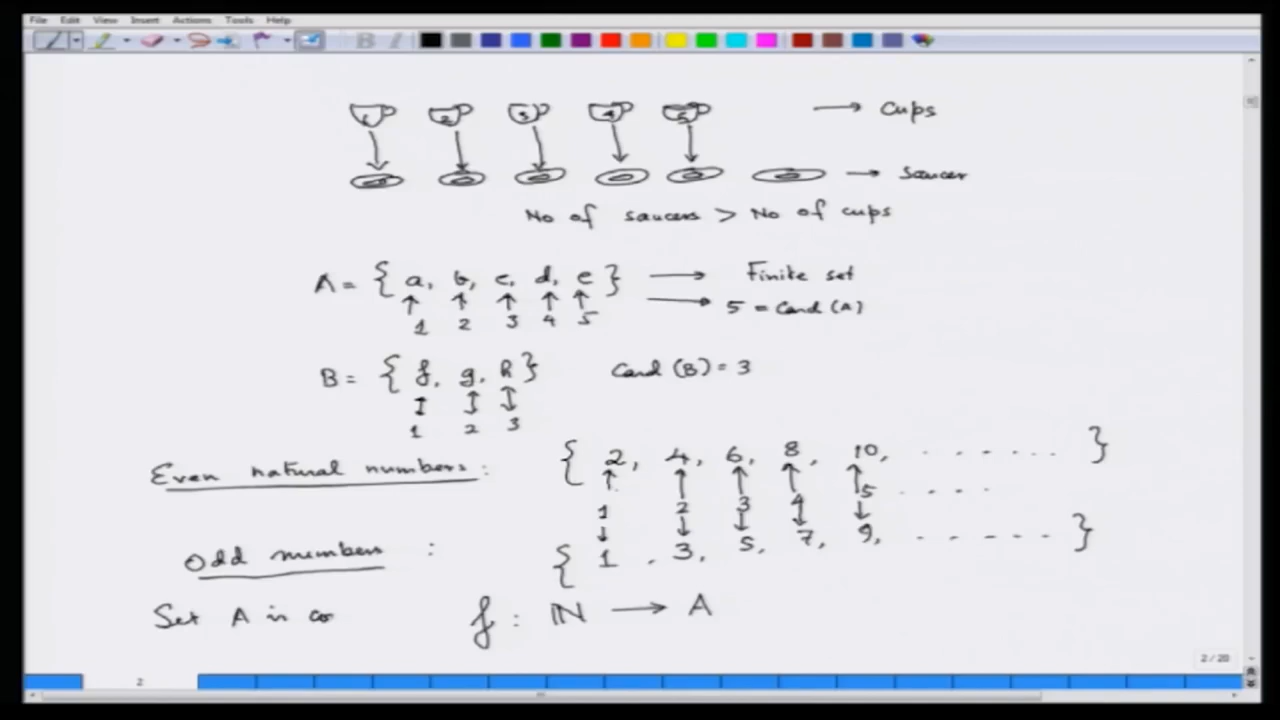 File Edit View Insert Actions Tools Help
1 2 3 4 5 → Cups
→ Saucer
No of saucers > No of cups
A = { a, b, c, d, e } → Finite set
→ 5 = Card (A)
↑ ↑ ↑ ↑ ↑
1 2 3 4 5
B = { f, g, h } Card (B) = 3
↕ ↕ ↕
1 2 3
Even natural numbers : { 2, 4, 6, 8, 10, . . . . . . }
1 2 3 4 5 . . . .
Odd numbers : { 1 , 3, 5, 7, 9, . . . . . . }
Set A is co f : ℕ → A
2 / 20
2